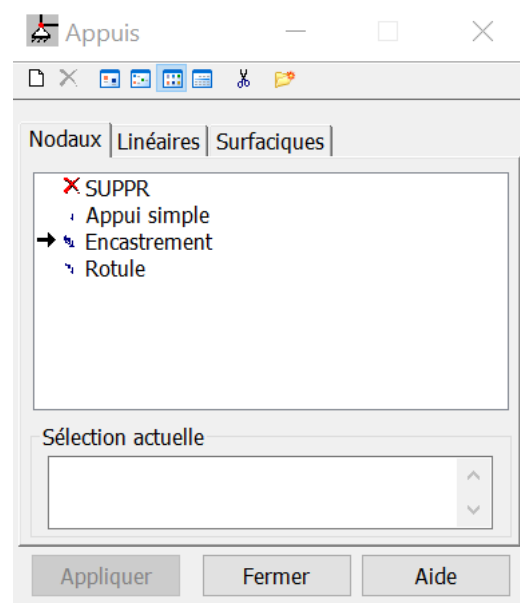 Appuis
Nodaux Linéaires Surfaciques
SUPPR
Appui simple
Encastrement
Rotule
Sélection actuelle
Appliquer Fermer Aide